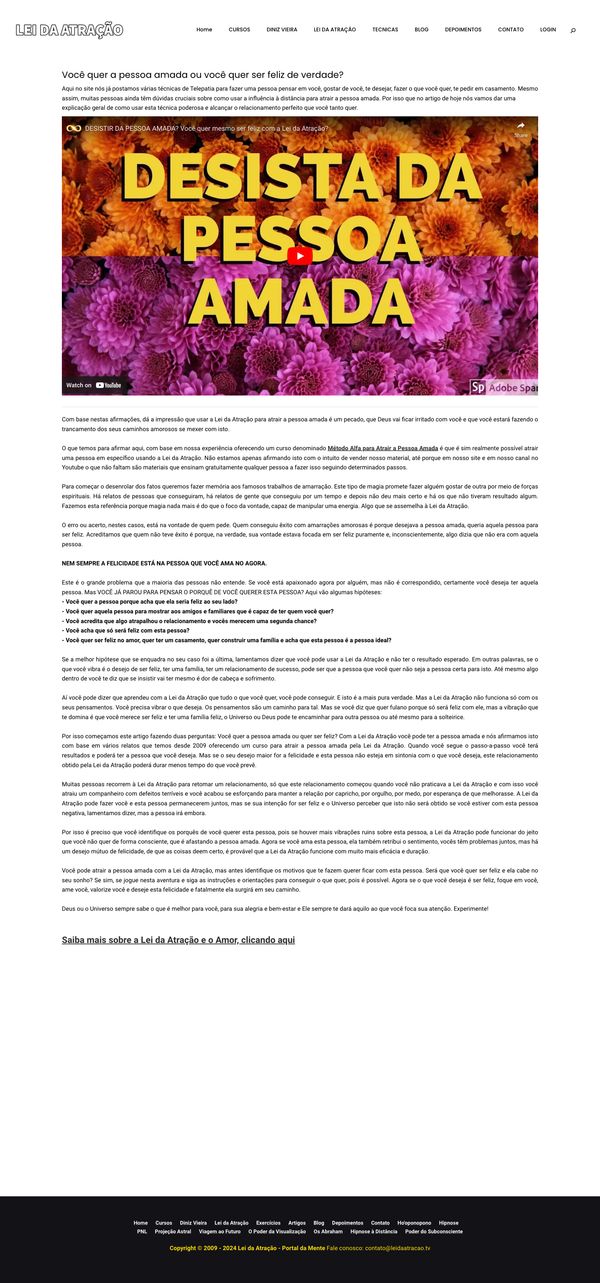 LEI DA ATRAÇÃO
Home CURSOS DINIZ VIEIRA LEI DA ATRAÇÃO TECNICAS BLOG DEPOIMENTOS CONTATO LOGIN
Você quer a pessoa amada ou você quer ser feliz de verdade?
Aqui no site nós já postamos várias técnicas de Telepatia para fazer uma pessoa pensar em você, gostar de você, te desejar, fazer o que você quer, te pedir em casamento. Mesmo
assim, muitas pessoas ainda têm dúvidas cruciais sobre como usar a influência à distância para atrair a pessoa amada. Por isso que no artigo de hoje nós vamos dar uma
explicação geral de como usar esta técnica poderosa e alcançar o relacionamento perfeito que você tanto quer.
DESISTIR DA PESSOA AMADA? Você quer mesmo ser feliz com a Lei da Atração?
Share
DESISTA DA
PESSOA
AMADA
Watch on YouTube
Sp Adobe Spar
Com base nestas afirmações, dá a impressão que usar a Lei da Atração para atrair a pessoa amada é um pecado, que Deus vai ficar irritado com você e que você estará fazendo o
trancamento dos seus caminhos amorosos se mexer com isto.
O que temos para afirmar aqui, com base em nossa experiência oferecendo um curso denominado Método Alfa para Atrair a Pessoa Amada é que é sim realmente possível atrair
uma pessoa em específico usando a Lei da Atração. Não estamos apenas afirmando isto com o intuito de vender nosso material, até porque em nosso site e em nosso canal no
Youtube o que não faltam são materiais que ensinam gratuitamente qualquer pessoa a fazer isso seguindo determinados passos.
Para começar o desenrolar dos fatos queremos fazer memória aos famosos trabalhos de amarração. Este tipo de magia promete fazer alguém gostar de outra por meio de forças
espirituais. Há relatos de pessoas que conseguiram, há relatos de gente que conseguiu por um tempo e depois não deu mais certo e há os que não tiveram resultado algum.
Fazemos esta referência porque magia nada mais é do que o foco da vontade, capaz de manipular uma energia. Algo que se assemelha à Lei da Atração.
O erro ou acerto, nestes casos, está na vontade de quem pede. Quem conseguiu êxito com amarrações amorosas é porque desejava a pessoa amada, queria aquela pessoa para
ser feliz. Acreditamos que quem não teve êxito é porque, na verdade, sua vontade estava focada em ser feliz puramente e, inconscientemente, algo dizia que não era com aquela
pessoa.
NEM SEMPRE A FELICIDADE ESTÁ NA PESSOA QUE VOCÊ AMA NO AGORA.
Este é o grande problema que a maioria das pessoas não entende. Se você está apaixonado agora por alguém, mas não é correspondido, certamente você deseja ter aquela
pessoa. Mas VOCÊ JÁ PAROU PARA PENSAR O PORQUÊ DE VOCÊ QUERER ESTA PESSOA? Aqui vão algumas hipóteses:
- Você quer a pessoa porque acha que ela seria feliz ao seu lado?
- Você quer aquela pessoa para mostrar aos amigos e familiares que é capaz de ter quem você quer?
- Você acredita que algo atrapalhou o relacionamento e vocês merecem uma segunda chance?
- Você acha que só será feliz com esta pessoa?
- Você quer ser feliz no amor, quer ter um casamento, quer construir uma família e acha que esta pessoa é a pessoa ideal?
Se a melhor hipótese que se enquadra no seu caso foi a última, lamentamos dizer que você pode usar a Lei da Atração e não ter o resultado esperado. Em outras palavras, se o
que você vibra é o desejo de ser feliz, ter uma família, ter um relacionamento de sucesso, pode ser que a pessoa que você quer não seja a pessoa certa para isto. Até mesmo algo
dentro de você te diz que se insistir vai ter mesmo é dor de cabeça e sofrimento.
Aí você pode dizer que aprendeu com a Lei da Atração que tudo o que você quer, você pode conseguir. E isto é a mais pura verdade. Mas a Lei da Atração não funciona só com os
seus pensamentos. Você precisa vibrar o que deseja. Os pensamentos são um caminho para tal. Mas se você diz que quer fulano porque só será feliz com ele, mas a vibração que
te domina é que você merece ser feliz e ter uma família feliz, o Universo ou Deus pode te encaminhar para outra pessoa ou até mesmo para a solteirice.
Por isso começamos este artigo fazendo duas perguntas: Você quer a pessoa amada ou quer ser feliz? Com a Lei da Atração você pode ter a pessoa amada e nós afirmamos isto
com base em vários relatos que temos desde 2009 oferecendo um curso para atrair a pessoa amada pela Lei da Atração. Quando você segue o passo-a-passo você terá
resultados e poderá ter a pessoa que você deseja. Mas se o seu desejo maior for a felicidade e esta pessoa não esteja em sintonia com o que você deseja, este relacionamento
obtido pela Lei da Atração poderá durar menos tempo do que você prevê.
Muitas pessoas recorrem à Lei da Atração para retomar um relacionamento, só que este relacionamento começou quando você não praticava a Lei da Atração e com isso você
atraiu um companheiro com defeitos terríveis e você acabou se esforçando para manter a relação por capricho, por orgulho, por medo, por esperança de que melhorasse. A Lei da
Atração pode fazer você e esta pessoa permanecerem juntos, mas se sua intenção for ser feliz e o Universo perceber que isto não será obtido se você estiver com esta pessoa
negativa, lamentamos dizer, mas a pessoa irá embora.
Por isso é preciso que você identifique os porquês de você querer esta pessoa, pois se houver mais vibrações ruins sobre esta pessoa, a Lei da Atração pode funcionar do jeito
que você não quer de forma consciente, que é afastando a pessoa amada. Agora se você ama esta pessoa, ela também retribui o sentimento, vocês têm problemas juntos, mas há
um desejo mútuo de felicidade, de que as coisas deem certo, é provável que a Lei da Atração funcione com muito mais eficácia e duração.
Você pode atrair a pessoa amada com a Lei da Atração, mas antes identifique os motivos que te fazem querer ficar com esta pessoa. Será que você quer ser feliz e ela cabe no
seu sonho? Se sim, se jogue nesta aventura e siga as instruções e orientações para conseguir o que quer, pois é possível. Agora se o que você deseja é ser feliz, foque em você,
ame você, valorize você e deseje esta felicidade e fatalmente ela surgirá em seu caminho.
Deus ou o Universo sempre sabe o que é melhor para você, para sua alegria e bem-estar e Ele sempre te dará aquilo ao que você foca sua atenção. Experimente!
Saiba mais sobre a Lei da Atração e o Amor, clicando aqui
Home Cursos Diniz Vieira Lei da Atração Exercícios Artigos Blog Depoimentos Contato Ho'oponopono Hipnose
PNL Projeção Astral Viagem ao Futuro O Poder da Visualização Os Abraham Hipnose à Distância Poder do Subconsciente
Copyright © 2009 - 2024 Lei da Atração - Portal da Mente Fale conosco: contato@leidaatracao.tv